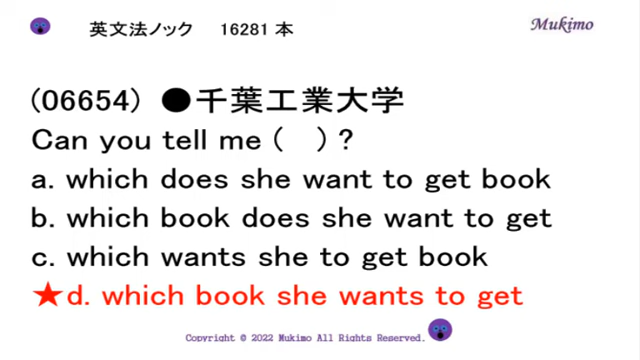 英文法ノック 16281 本
Mukimo
(06654) ●千葉工業大学
Can you tell me (　) ?
a. which does she want to get book
b. which book does she want to get
c. which wants she to get book
★d. which book she wants to get
Copyright © 2022 Mukimo All Rights Reserved.